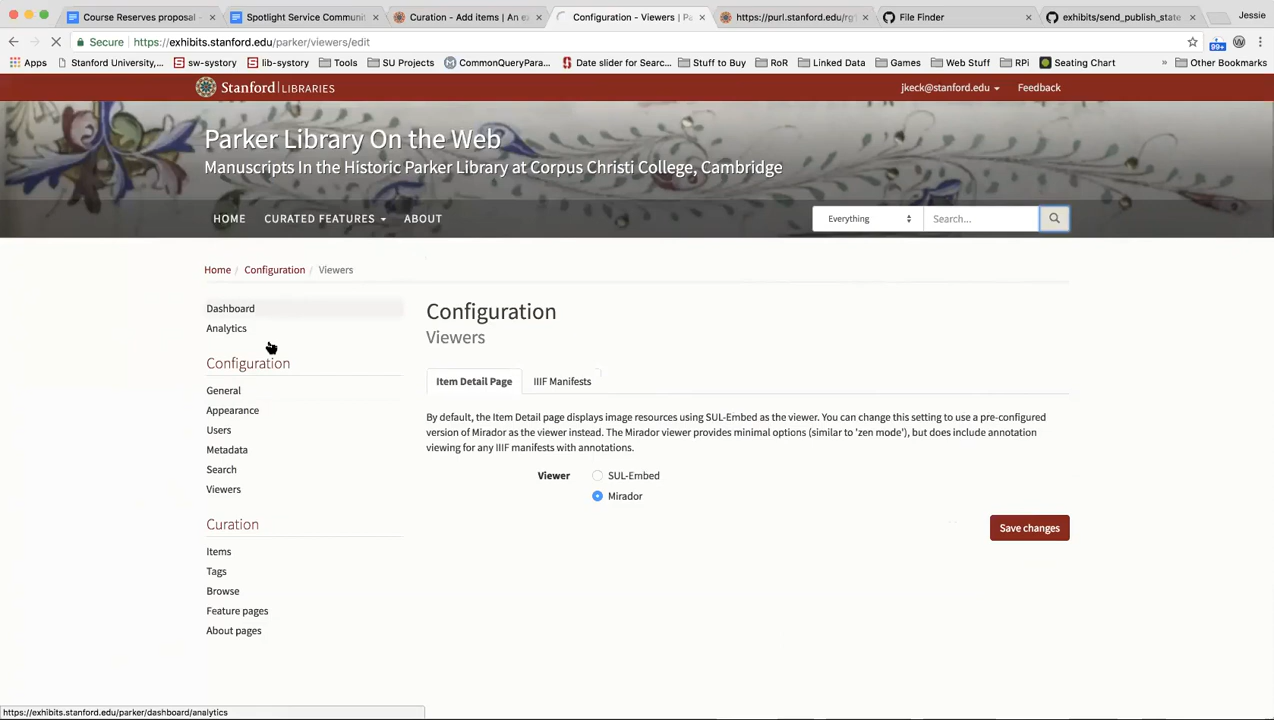 Course Reserves proposal -
Spotlight Service Commun
Curation - Add items | An e
Configuration - Viewers | Pa
https://purl.stanford.edu/rg
File Finder
exhibits/send_publish_state
Jessie
Secure
https://exhibits.stanford.edu/parker/viewers/edit
99+
Apps
Stanford University,...
sw-systory
lib-systory
Tools
SU Projects
CommonQueryPara...
Date slider for Searc...
Stuff to Buy
RoR
Linked Data
Games
Web Stuff
RPi
Seating Chart
»
Other Bookmarks
Stanford | LIBRARIES
jkeck@stanford.edu
Feedback
Parker Library On the Web
Manuscripts In the Historic Parker Library at Corpus Christi College, Cambridge
HOME
CURATED FEATURES
ABOUT
Everything
Search...
Home / Configuration / Viewers
Dashboard
Analytics
Configuration
General
Appearance
Users
Metadata
Search
Viewers
Curation
Items
Tags
Browse
Feature pages
About pages
Configuration
Viewers
Item Detail Page
IIIF Manifests
By default, the Item Detail page displays image resources using SUL-Embed as the viewer. You can change this setting to use a pre-configured
version of Mirador as the viewer instead. The Mirador viewer provides minimal options (similar to 'zen mode'), but does include annotation
viewing for any IIIF manifests with annotations.
Viewer
SUL-Embed
Mirador
Save changes
https://exhibits.stanford.edu/parker/dashboard/analytics